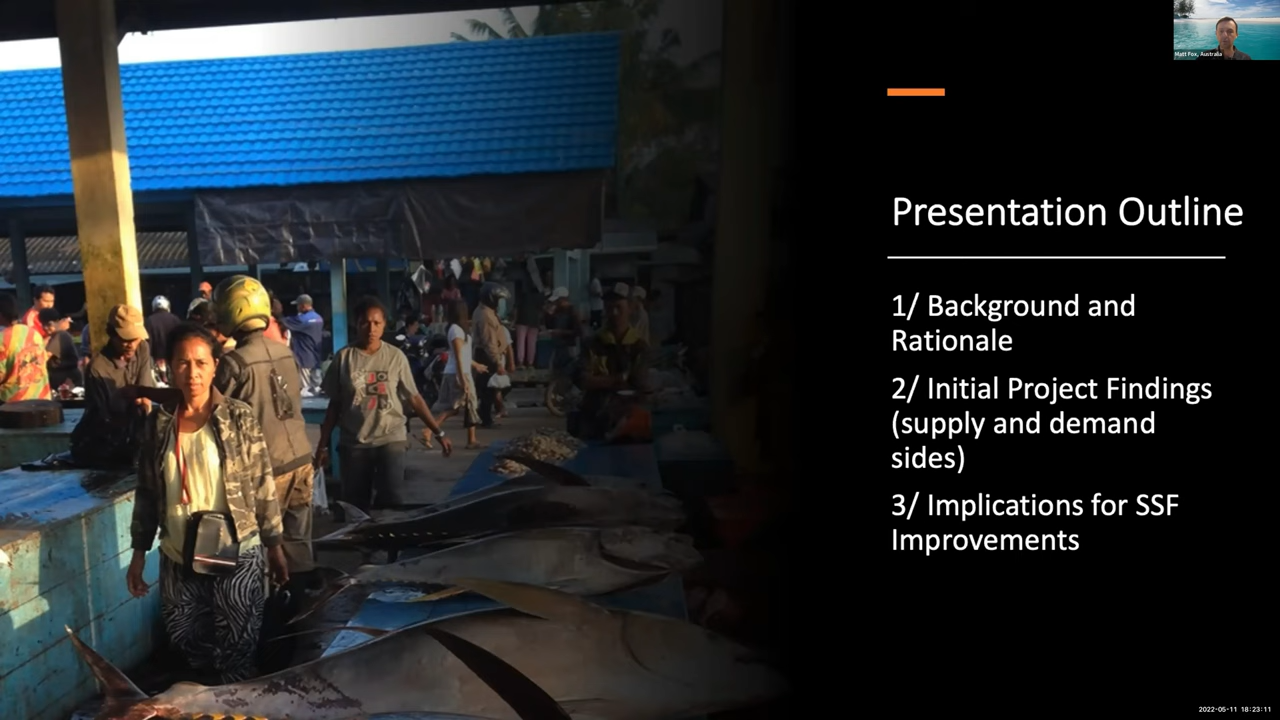 Matt Fox, Australia
Presentation Outline
1/ Background and
Rationale
2/ Initial Project Findings
(supply and demand
sides)
3/ Implications for SSF
Improvements
2022-05-11 18:23:11